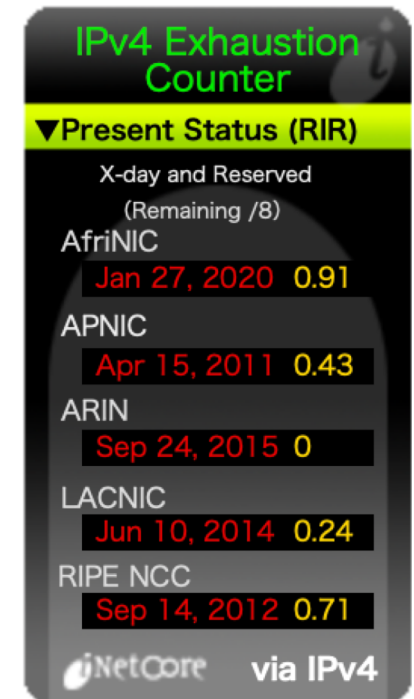 IPv4 Exhaustion
Counter
▼Present Status (RIR)
X-day and Reserved
(Remaining /8)
AfriNIC
Jan 27, 2020 0.91
APNIC
Apr 15, 2011 0.43
ARIN
Sep 24, 2015 0
LACNIC
Jun 10, 2014 0.24
RIPE NCC
Sep 14, 2012 0.71
iNetCore via IPv4